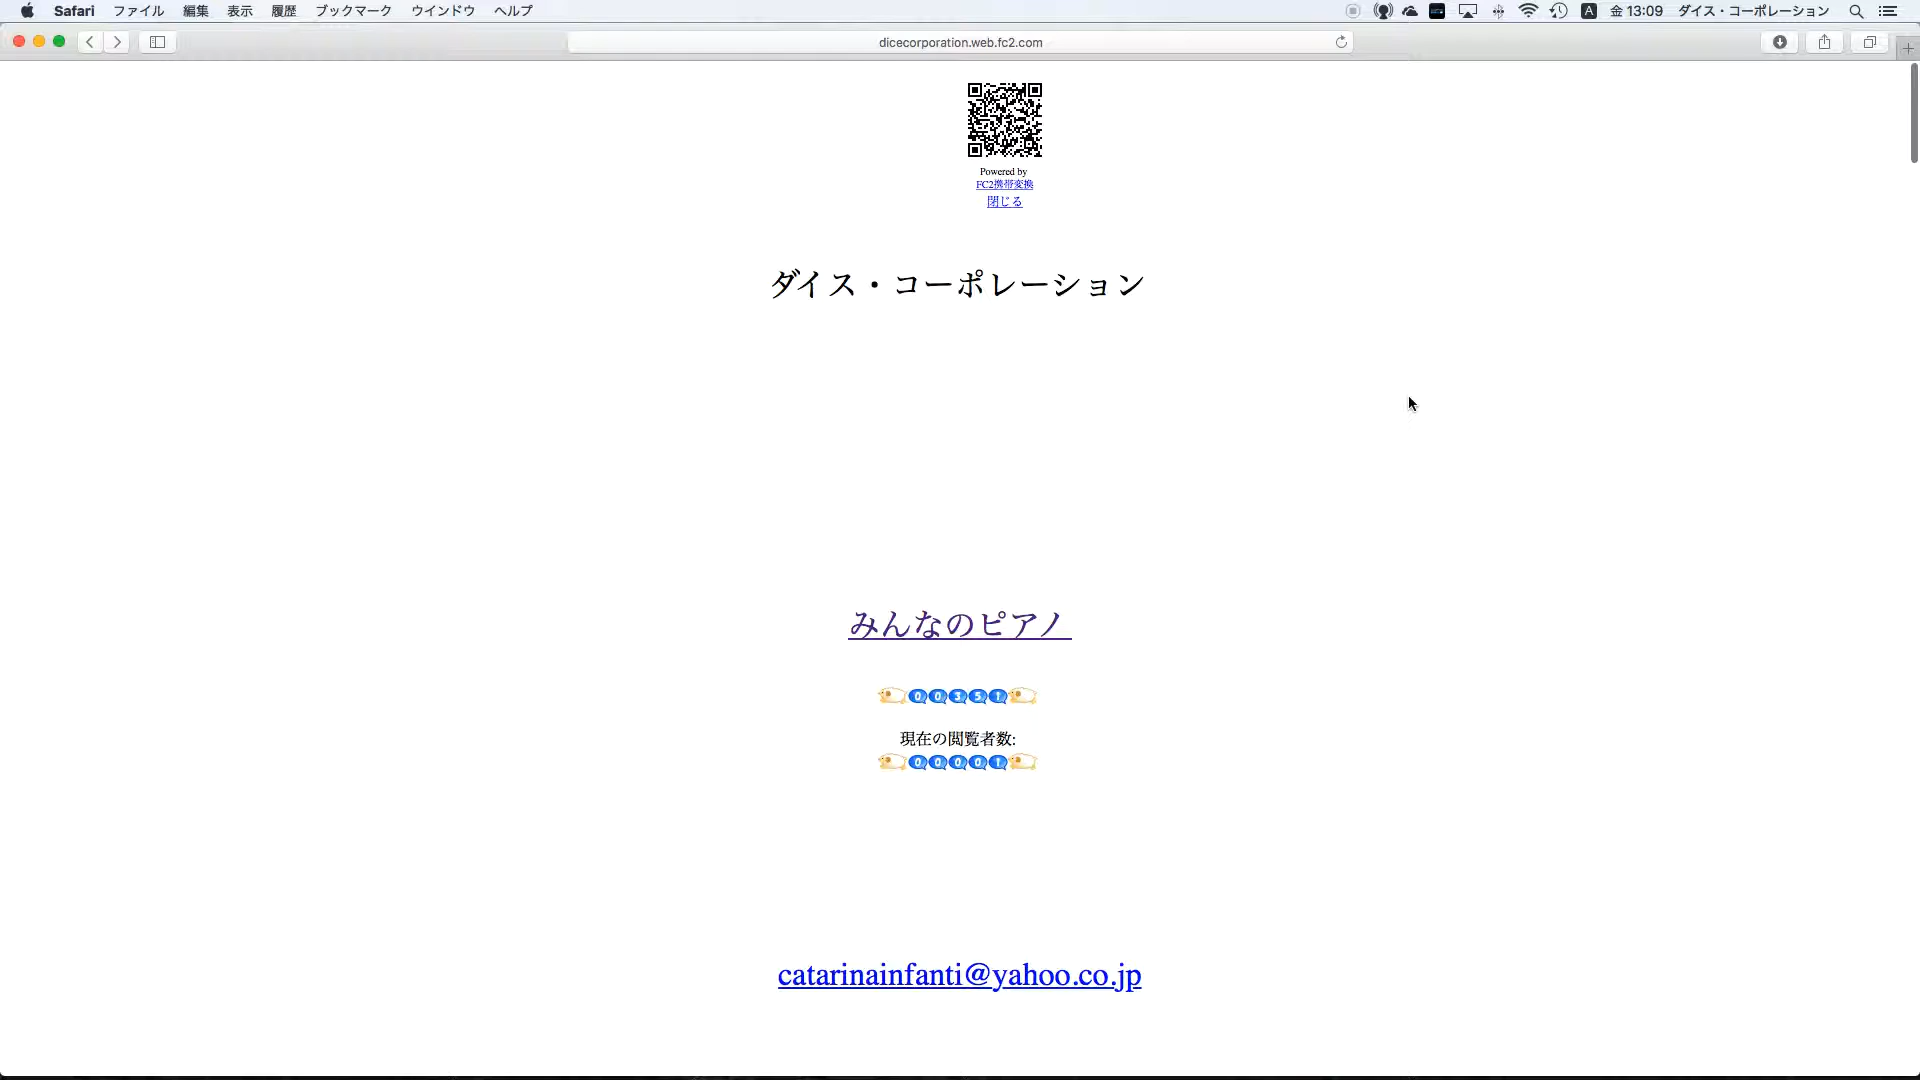 Safari ファイル 編集 表示 履歴 ブックマーク ウインドウ ヘルプ A 金 13:09 ダイス・コーポレーション
dicecorporation.web.fc2.com
Powered by
FC2携帯変換
閉じる
ダイス・コーポレーション
みんなのピアノ
00351
現在の閲覧者数:
00001
catarinainfanti@yahoo.co.jp